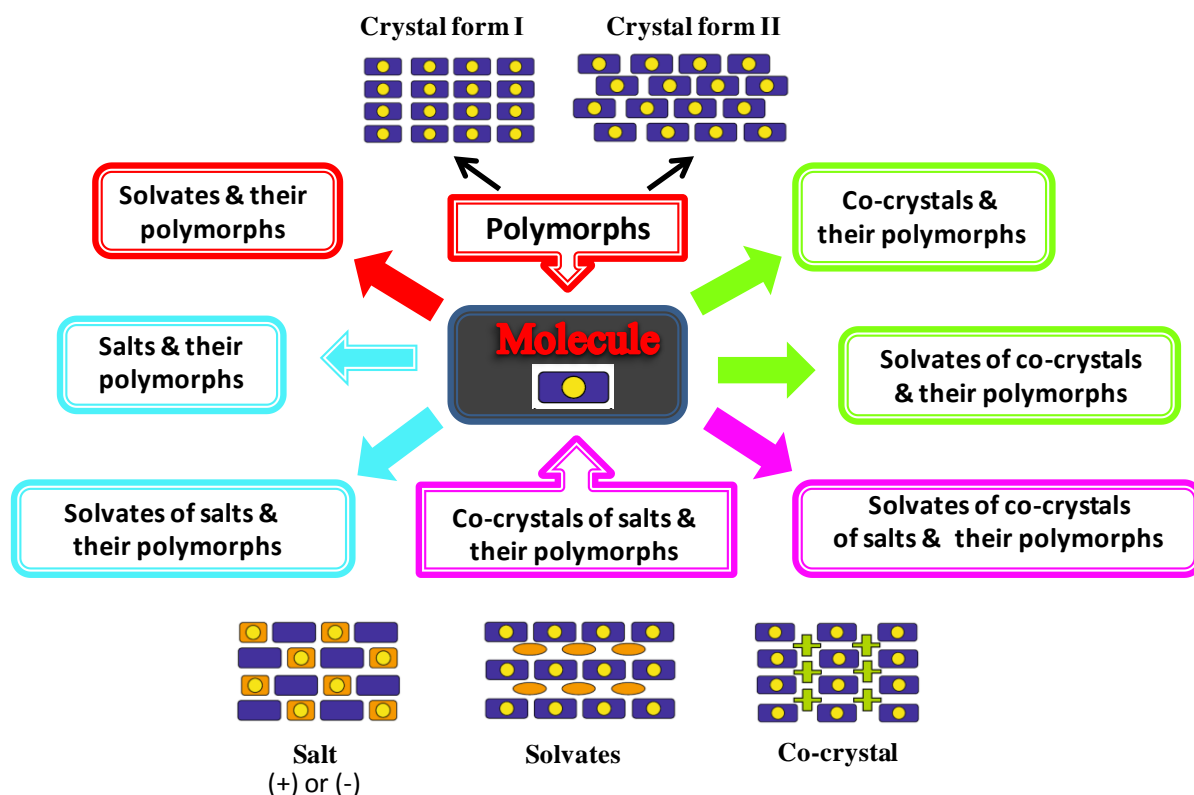 Crystal form I
Crystal form II
Solvates & their
polymorphs
Polymorphs
Co-crystals &
their polymorphs
Salts & their
polymorphs
Molecule
Solvates of co-crystals
& their polymorphs
Solvates of salts &
their polymorphs
Co-crystals of salts &
their polymorphs
Solvates of co-crystals
of salts & their polymorphs
Salt
(+) or (-)
Solvates
Co-crystal